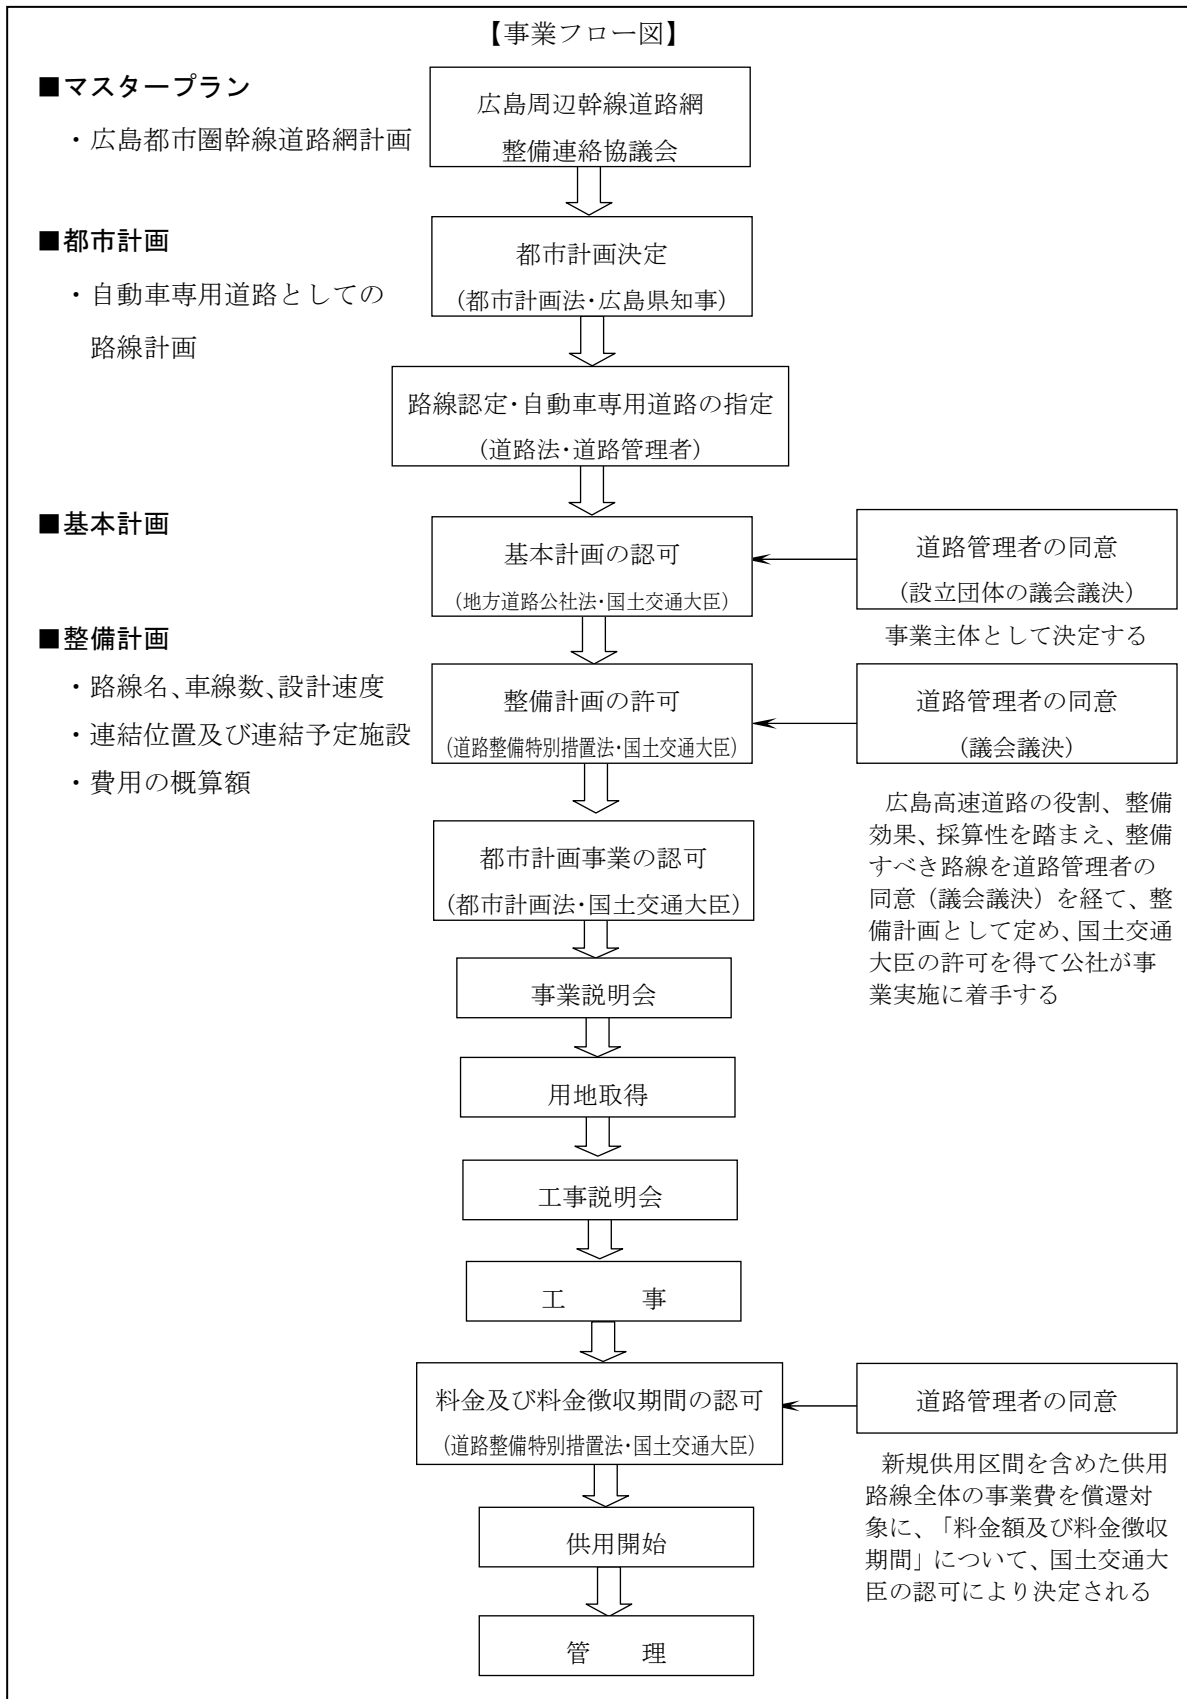 【事業フロー図】
■マスタープラン
・広島都市圏幹線道路網計画
広島周辺幹線道路網
整備連絡協議会
■都市計画
・自動車専用道路としての
路線計画
都市計画決定
（都市計画法・広島県知事）
路線認定・自動車専用道路の指定
（道路法・道路管理者）
■基本計画
基本計画の認可
（地方道路公社法・国土交通大臣）
道路管理者の同意
（設立団体の議会議決）
事業主体として決定する
■整備計画
・路線名、車線数、設計速度
・連結位置及び連結予定施設
・費用の概算額
整備計画の許可
（道路整備特別措置法・国土交通大臣）
道路管理者の同意
（議会議決）
広島高速道路の役割、整備
効果、採算性を踏まえ、整備
すべき路線を道路管理者の
同意（議会議決）を経て、整
備計画として定め、国土交通
大臣の許可を得て公社が事
業実施に着手する
都市計画事業の認可
（都市計画法・国土交通大臣）
事業説明会
用地取得
工事説明会
工　　事
料金及び料金徴収期間の認可
（道路整備特別措置法・国土交通大臣）
道路管理者の同意
新規供用区間を含めた供用
路線全体の事業費を償還対
象に、「料金額及び料金徴収
期間」について、国土交通大
臣の認可により決定される
供用開始
管　理